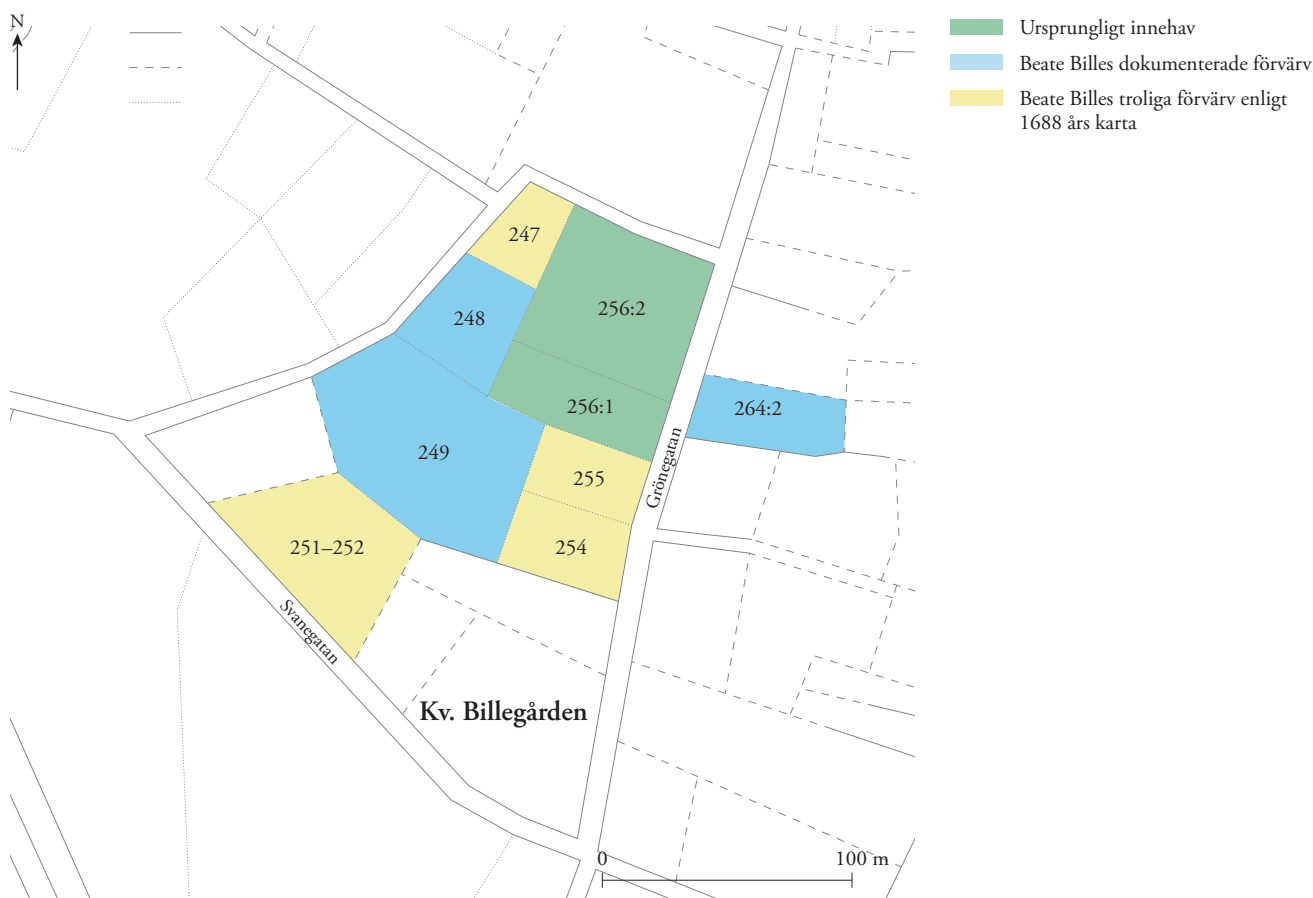 N
Ursprungligt innehav
Beate Billes dokumenterade förvärv
Beate Billes troliga förvärv enligt
1688 års karta
247
248
256:2
256:1
264:2
249
255
254
251–252
Grönegatan
Svanegatan
Kv. Billegården
0
100 m